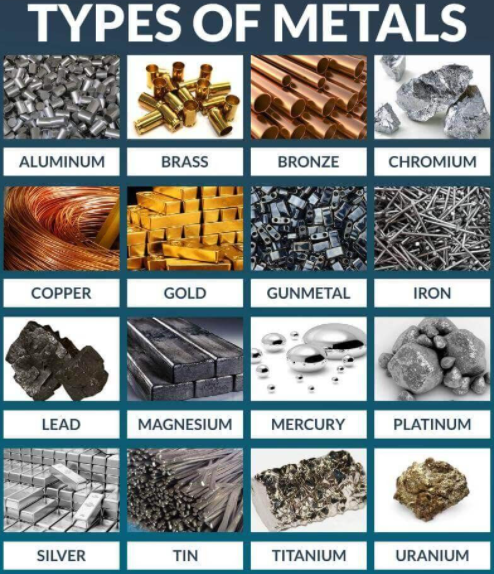 TYPES OF METALS
ALUMINUM
BRASS
BRONZE
CHROMIUM
COPPER
GOLD
GUNMETAL
IRON
LEAD
MAGNESIUM
MERCURY
PLATINUM
SILVER
TIN
TITANIUM
URANIUM